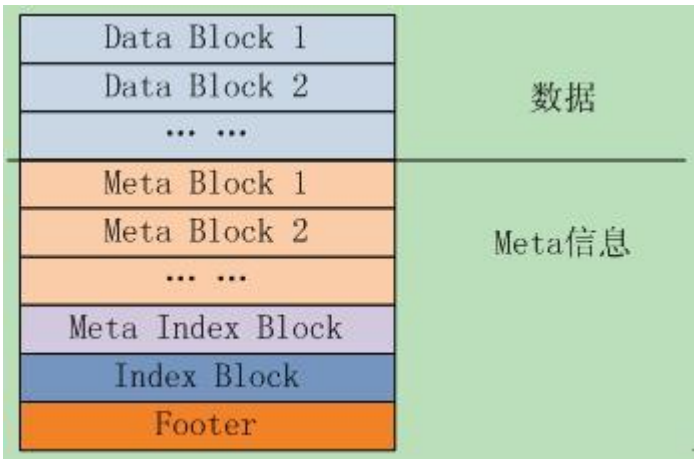 Data Block 1
Data Block 2
… …
数据
Meta Block 1
Meta Block 2
… …
Meta信息
Meta Index Block
Index Block
Footer